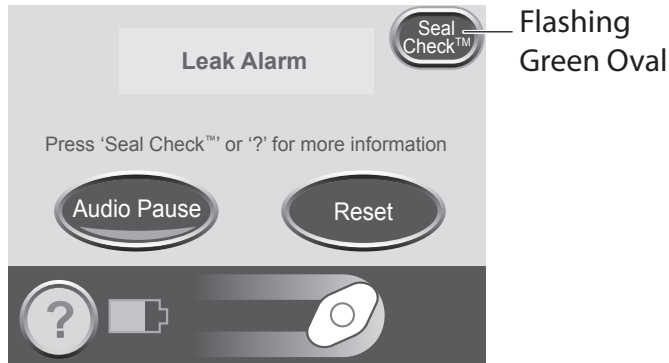 Leak Alarm
Seal
Check™
Flashing
Green Oval
Press ‘Seal Check™’ or ‘?’ for more information
Audio Pause
Reset
?